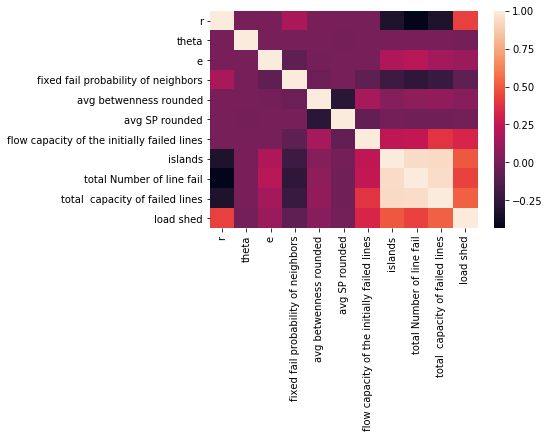 r
theta
e
fixed fail probability of neighbors
avg betwenness rounded
avg SP rounded
flow capacity of the initially failed lines
islands
total Number of line fail
total  capacity of failed lines
load shed
r
theta
e
fixed fail probability of neighbors
avg betwenness rounded
avg SP rounded
flow capacity of the initially failed lines
islands
total Number of line fail
total  capacity of failed lines
load shed
1.00
0.75
0.50
0.25
0.00
−0.25